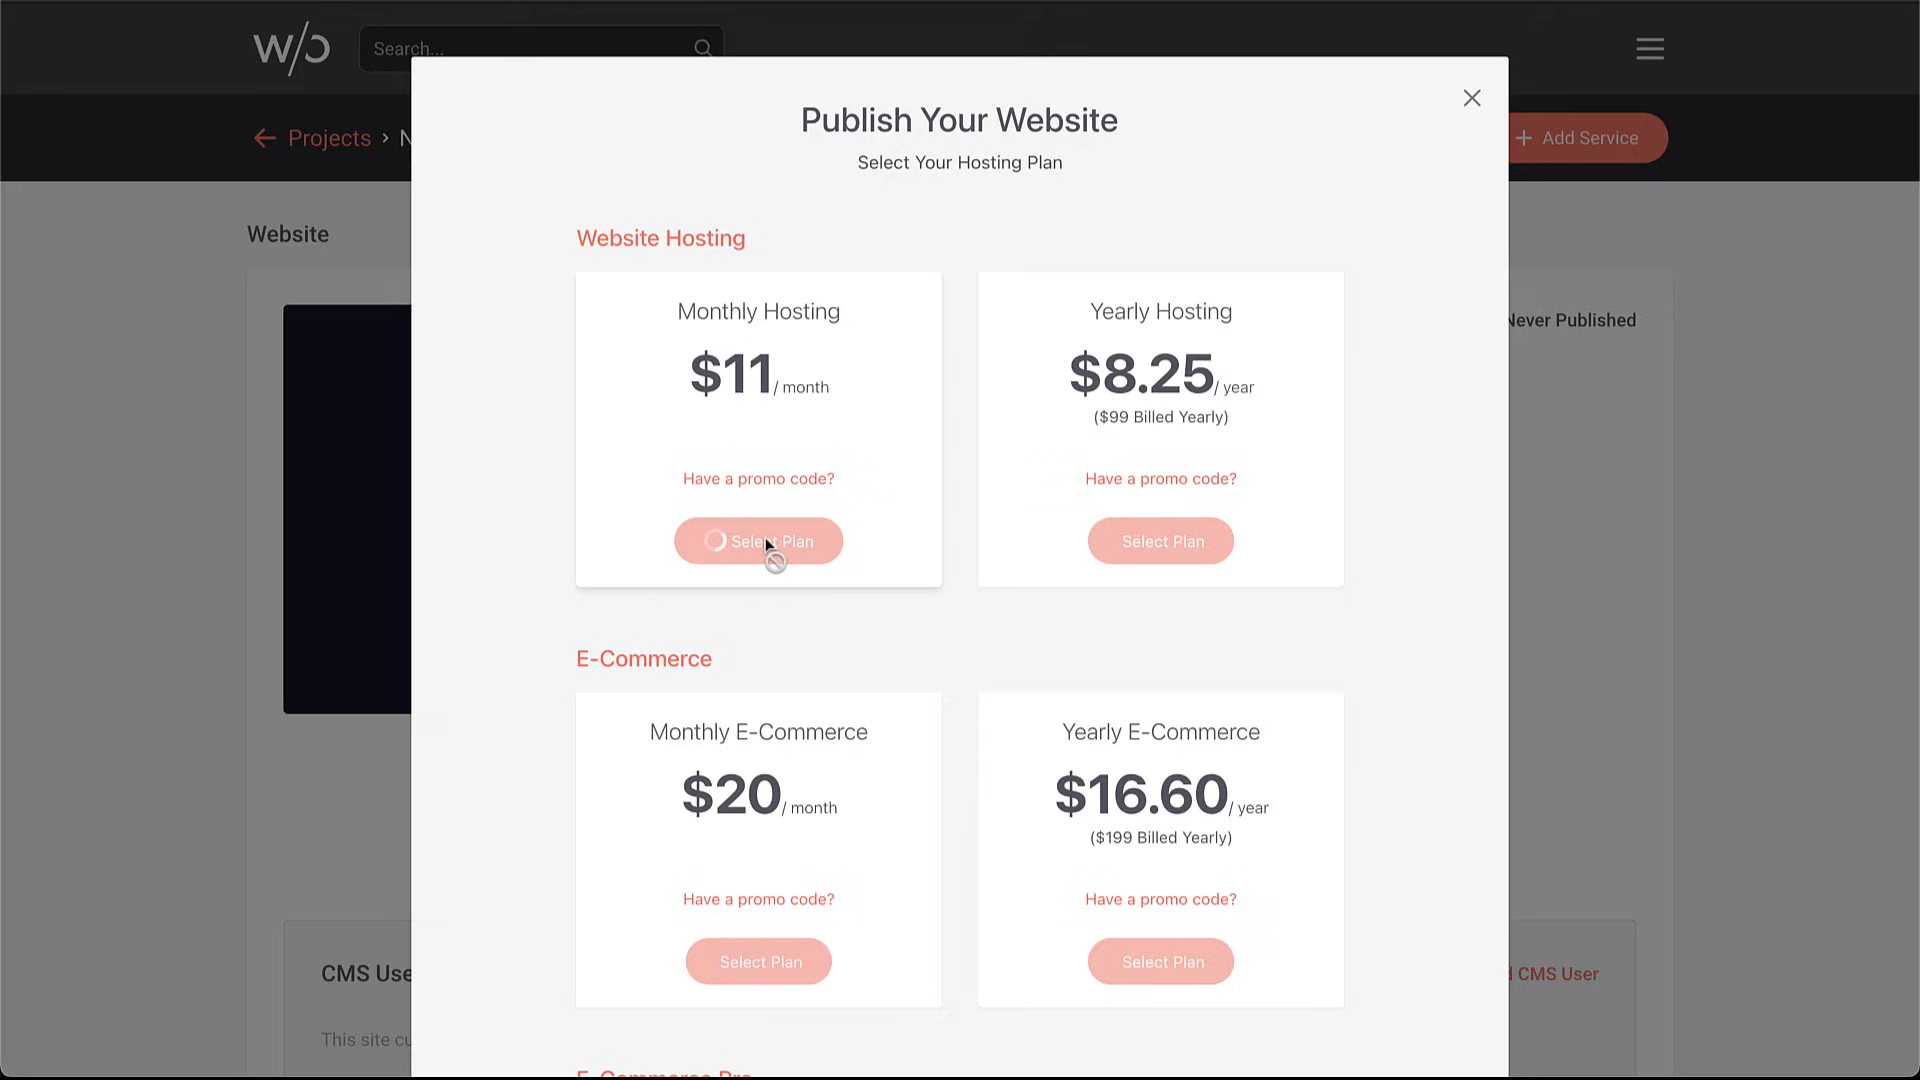 W/O
Search...
Projects › N
+ Add Service
Website
Never Published
Publish Your Website
Select Your Hosting Plan
Website Hosting
Monthly Hosting
$11 / month
Have a promo code?
Select Plan
Yearly Hosting
$8.25 / year
($99 Billed Yearly)
Have a promo code?
Select Plan
E-Commerce
Monthly E-Commerce
$20 / month
Have a promo code?
Select Plan
Yearly E-Commerce
$16.60 / year
($199 Billed Yearly)
Have a promo code?
Select Plan
CMS Use
CMS User
This site cu
E-Commerce Pro